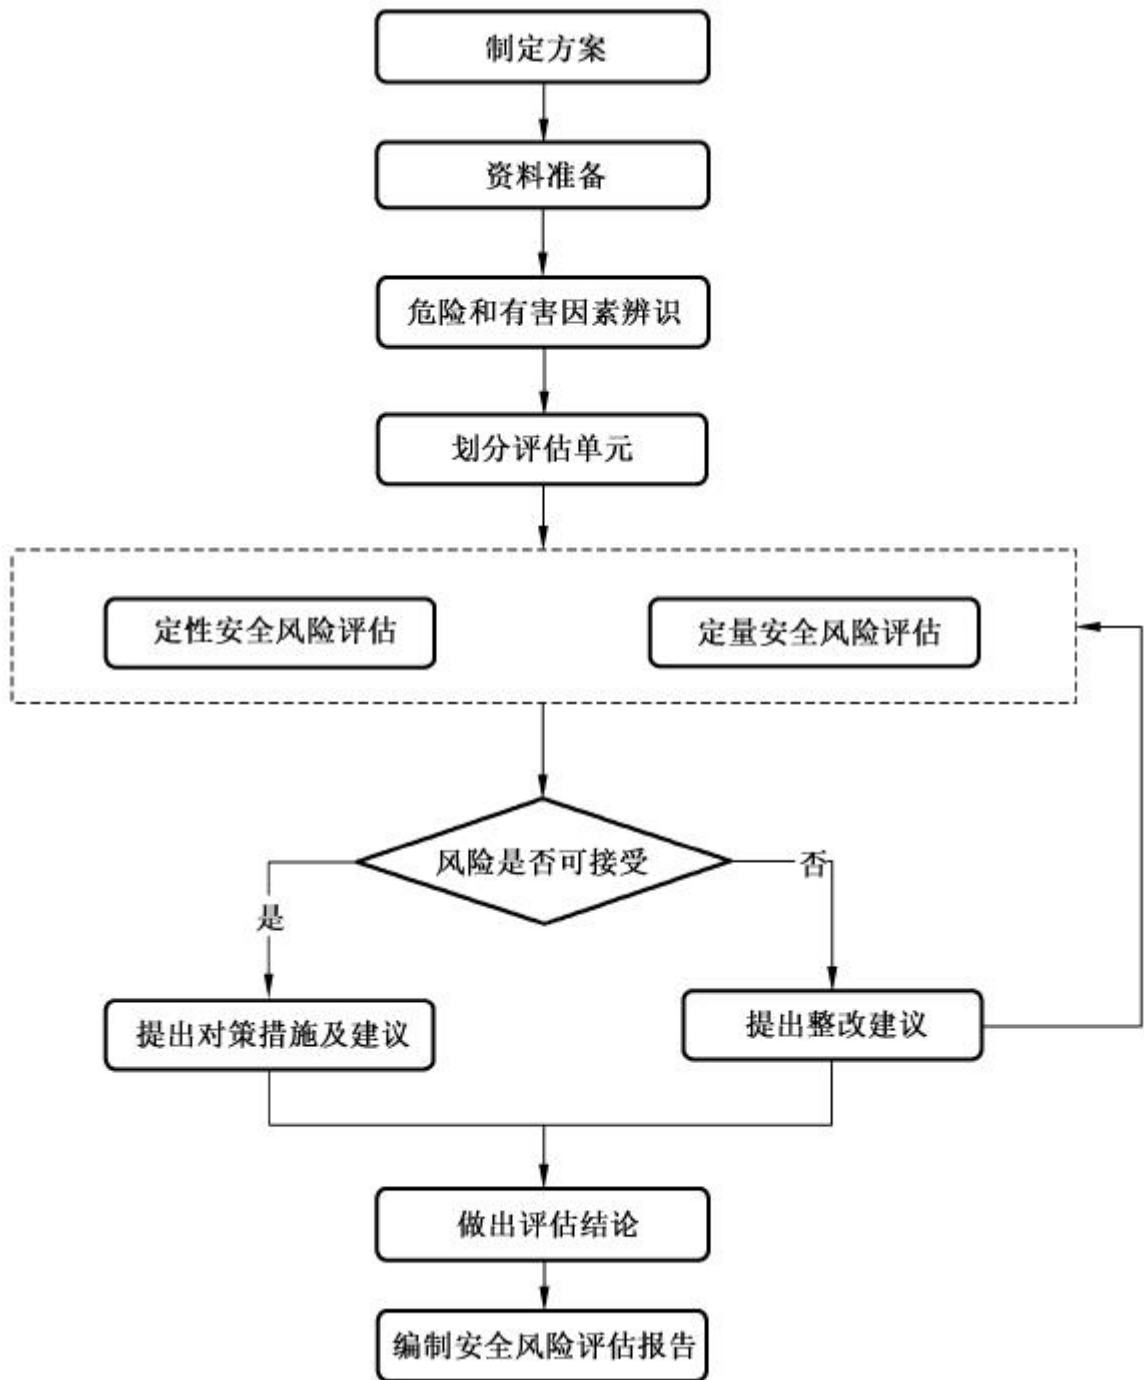 制定方案
资料准备
危险和有害因素辨识
划分评估单元
定性安全风险评估
定量安全风险评估
风险是否可接受
否
是
提出对策措施及建议
提出整改建议
做出评估结论
编制安全风险评估报告